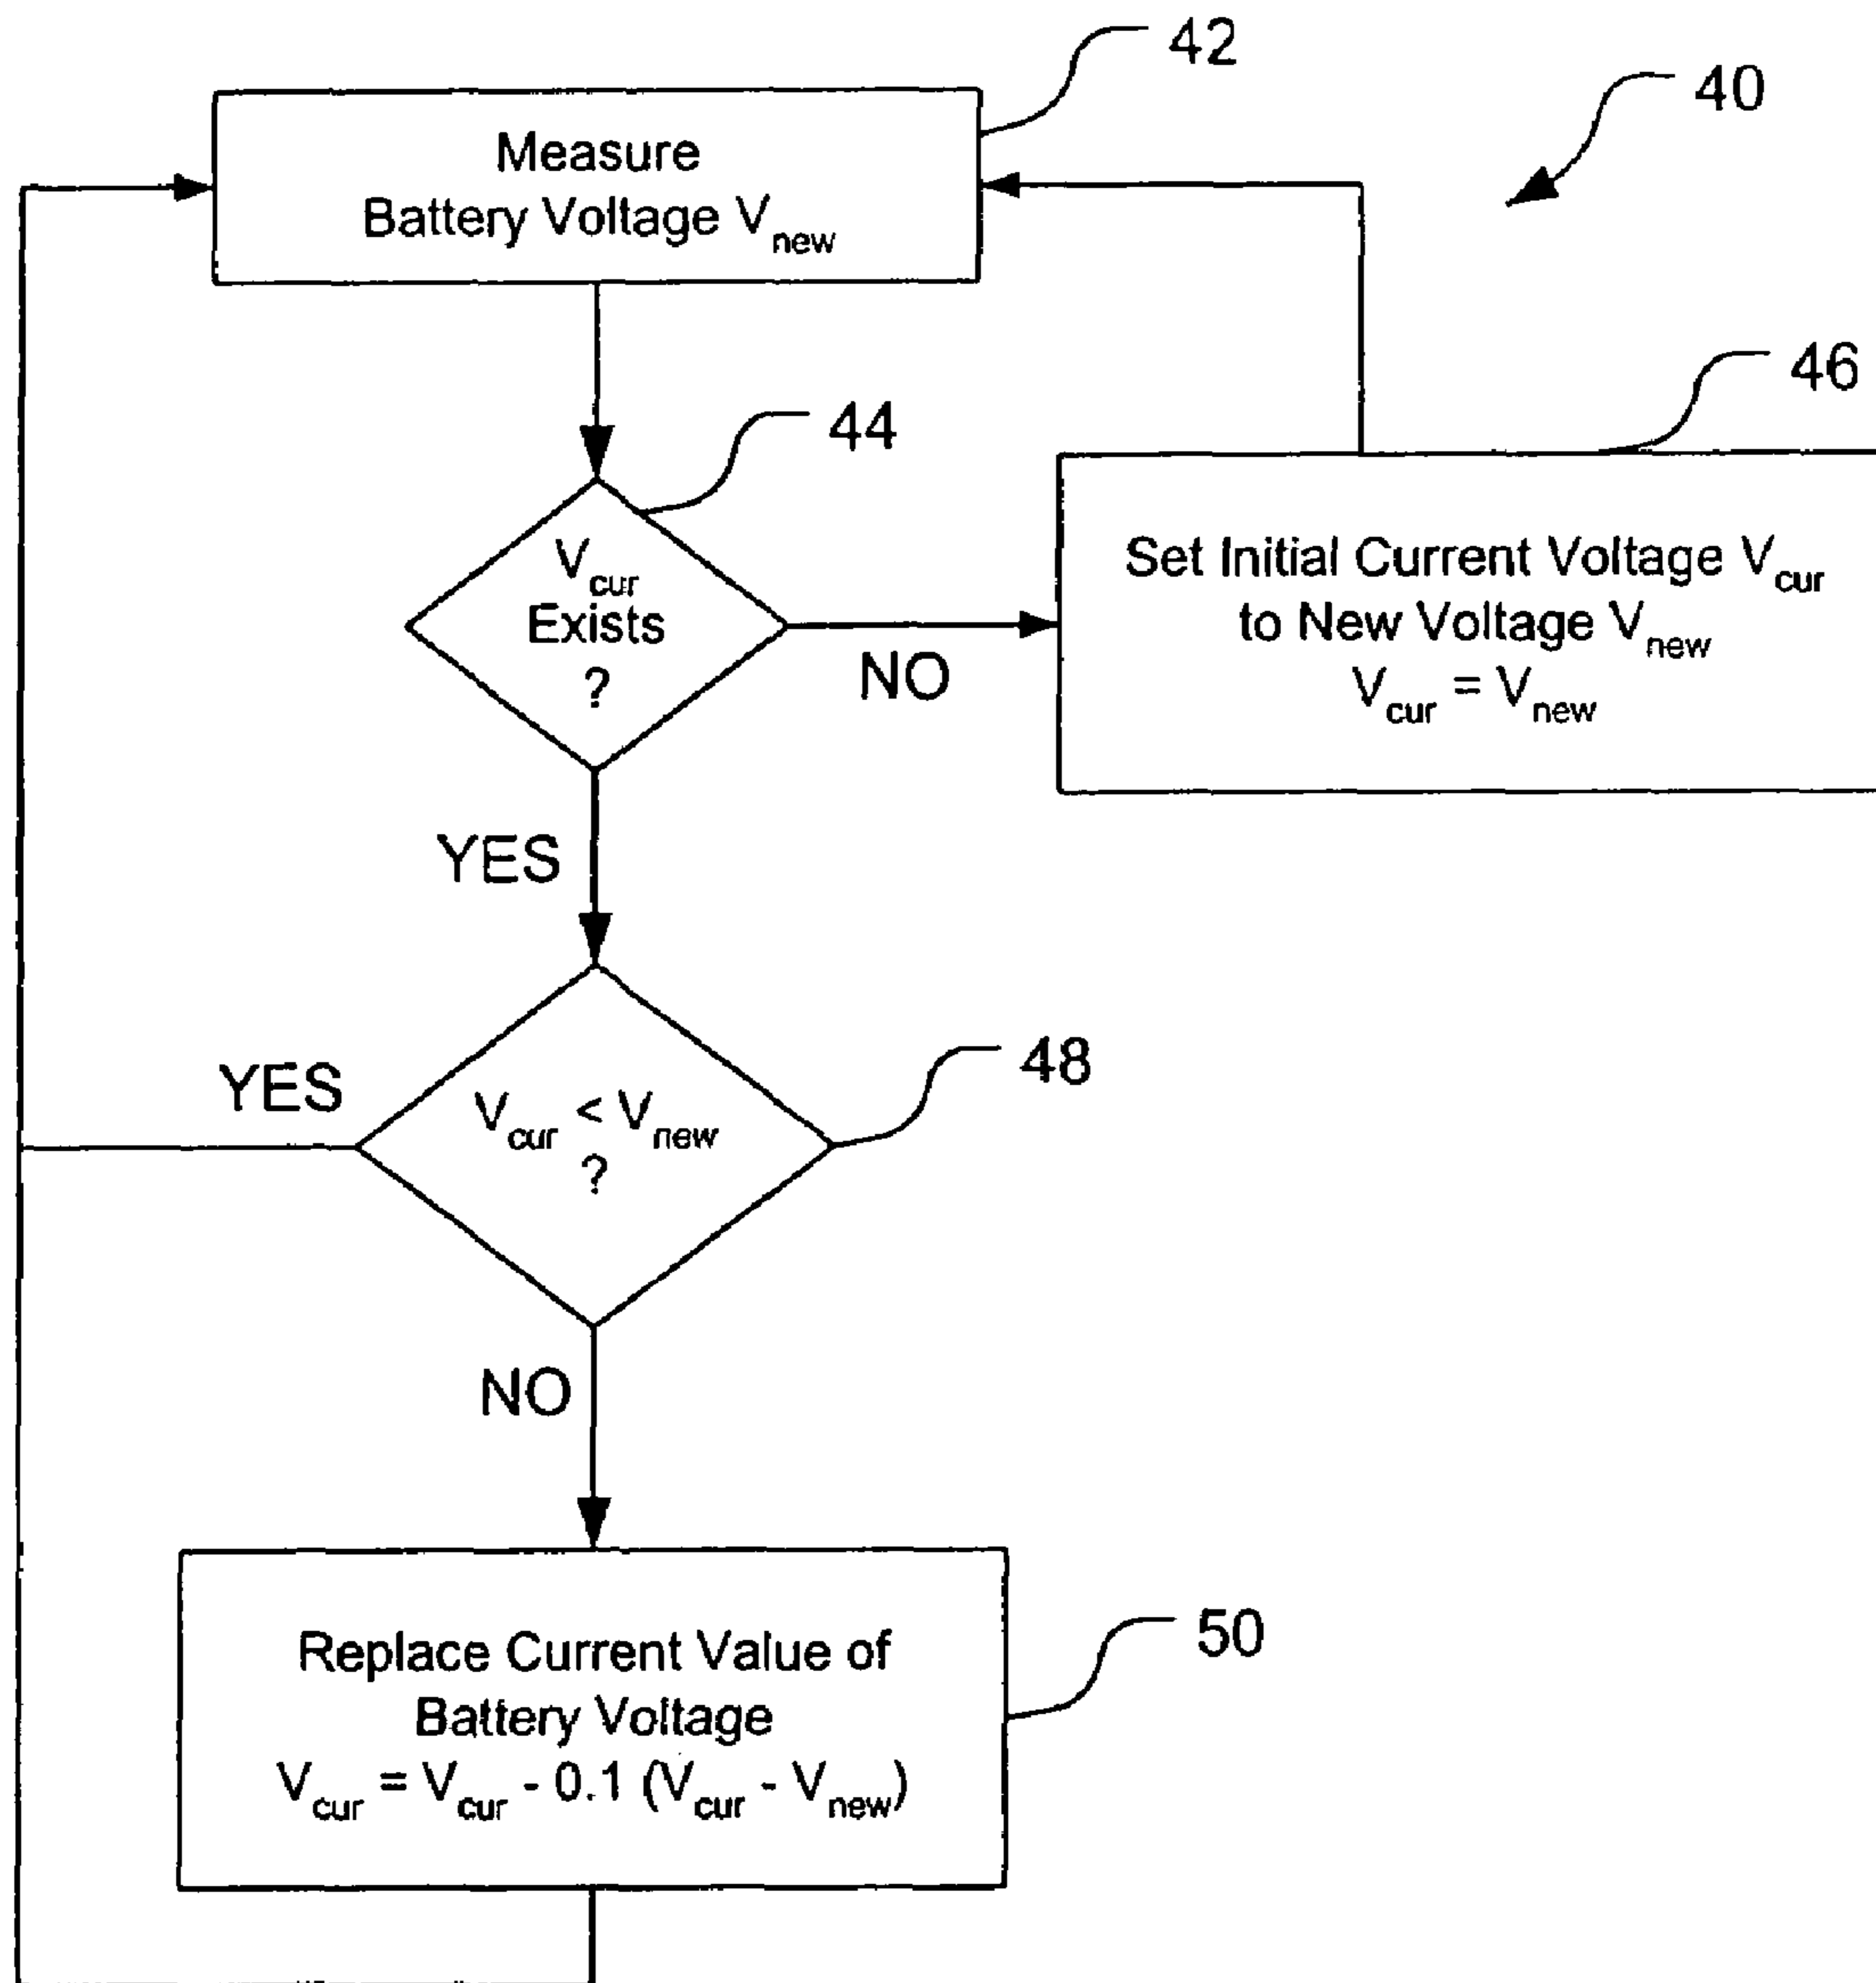 42
40
Measure
Battery Voltage Vnew
44
46
Vcur
Exists
?
NO
Set Initial Current Voltage Vcur
to New Voltage Vnew
Vcur = Vnew
YES
48
YES
Vcur < Vnew
?
NO
50
Replace Current Value of
Battery Voltage
Vcur = Vcur - 0.1 (Vcur - Vnew)